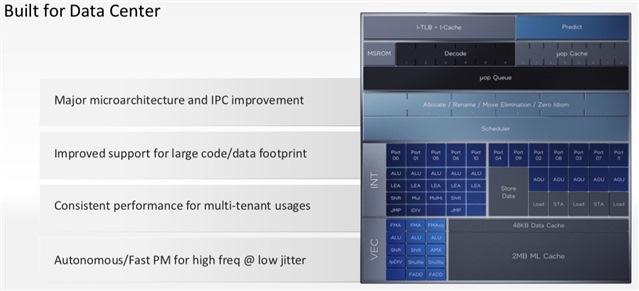 Built for Data Center
Major microarchitecture and IPC improvement
Improved support for large code/data footprint
Consistent performance for multi-tenant usages
Autonomous/Fast PM for high freq @ low jitter
I-TLB + I-Cache Predict
MSROM Decode μop Cache
μop Queue
Allocate / Rename / Move Elimination / Zero Idiom
Scheduler
INT
Port 00 Port 01 Port 05 Port 06 Port 10 Port 04 Port 09 Port 02 Port 08 Port 03 Port 07 Port 11
ALU ALU ALU ALU ALU Store Data AGU AGU AGU AGU AGU
LEA LEA LEA LEA LEA
Shift Mul MulHi Shift Load STA Load STA Load
JMP iDIV JMP
VEC
FMA FMA FMA 48KB Data Cache
ALU ALU ALU
Shift Shift AMX 2MB ML Cache
fpDIV Shuffle Shuffle
FADD FADD